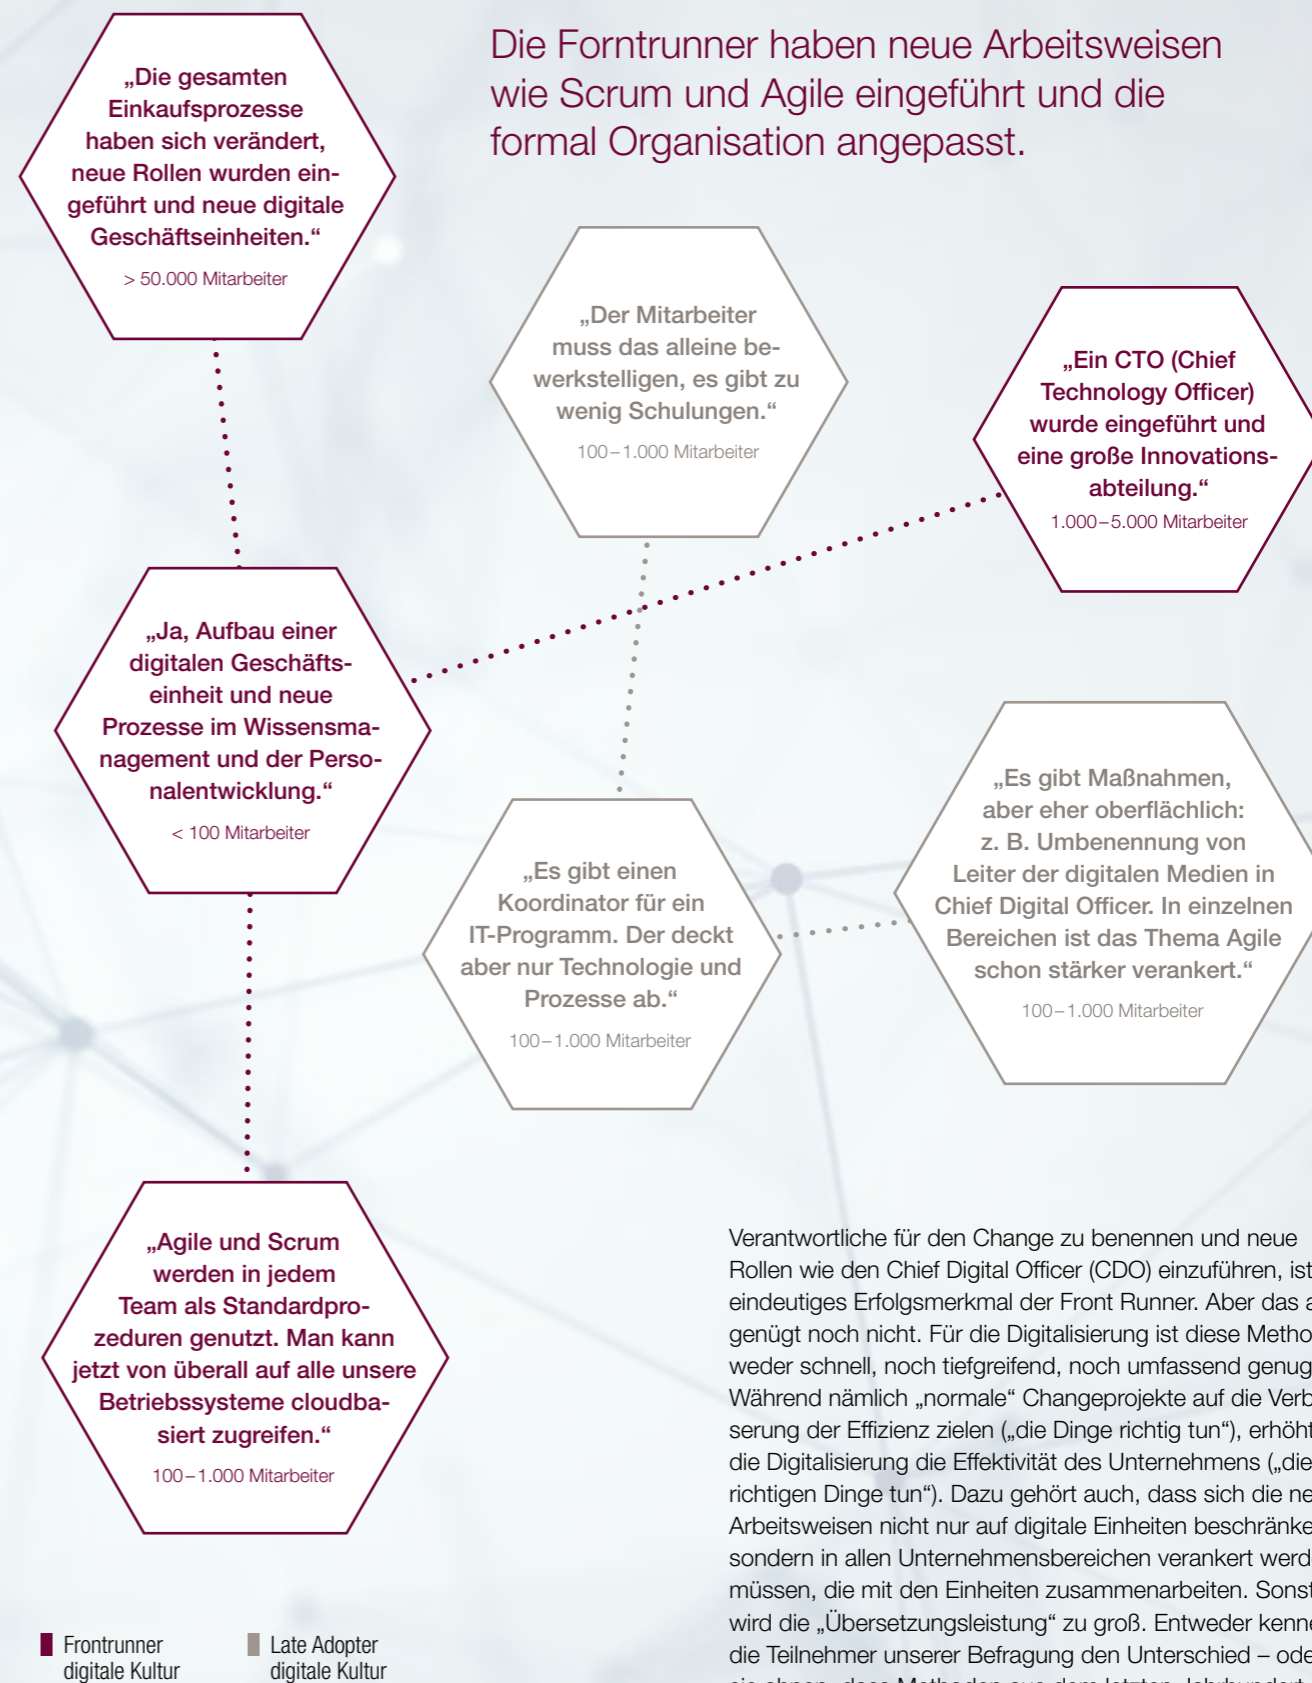 Die Forntrunner haben neue Arbeitsweisen
wie Scrum und Agile eingeführt und die
formal Organisation angepasst.
„Die gesamten
Einkaufsprozesse
haben sich verändert,
neue Rollen wurden ein-
geführt und neue digitale
Geschäftseinheiten.“
> 50.000 Mitarbeiter
„Der Mitarbeiter
muss das alleine be-
werkstelligen, es gibt zu
wenig Schulungen.“
100–1.000 Mitarbeiter
„Ein CTO (Chief
Technology Officer)
wurde eingeführt und
eine große Innovations-
abteilung.“
1.000–5.000 Mitarbeiter
„Ja, Aufbau einer
digitalen Geschäfts-
einheit und neue
Prozesse im Wissensma-
nagement und der Perso-
nalentwicklung.“
< 100 Mitarbeiter
„Es gibt einen
Koordinator für ein
IT-Programm. Der deckt
aber nur Technologie und
Prozesse ab.“
100–1.000 Mitarbeiter
„Es gibt Maßnahmen,
aber eher oberflächlich:
z. B. Umbenennung von
Leiter der digitalen Medien in
Chief Digital Officer. In einzelnen
Bereichen ist das Thema Agile
schon stärker verankert.“
100–1.000 Mitarbeiter
„Agile und Scrum
werden in jedem
Team als Standardpro-
zeduren genutzt. Man kann
jetzt von überall auf alle unsere
Betriebssysteme cloudba-
siert zugreifen.“
100–1.000 Mitarbeiter
Verantwortliche für den Change zu benennen und neue
Rollen wie den Chief Digital Officer (CDO) einzuführen, ist
eindeutiges Erfolgsmerkmal der Front Runner. Aber das
genügt noch nicht. Für die Digitalisierung ist diese
weder schnell, noch tiefgreifend, noch umfassend genug
Während nämlich „normale“ Changeprojekte auf die
serung der Effizienz zielen („die Dinge richtig tun“), erhöht
die Digitalisierung die Effektivität des Unternehmens („die
richtigen Dinge tun“). Dazu gehört auch, dass sich die
Arbeitsweisen nicht nur auf digitale Einheiten
sondern in allen Unternehmensbereichen verankert
müssen, die mit den Einheiten zusammenarbeiten. Sonst
wird die „Übersetzungsleistung“ zu groß. Entweder
die Teilnehmer unserer Befragung den Unterschied –
Frontrunner
digitale Kultur
Late Adopter
digitale Kultur